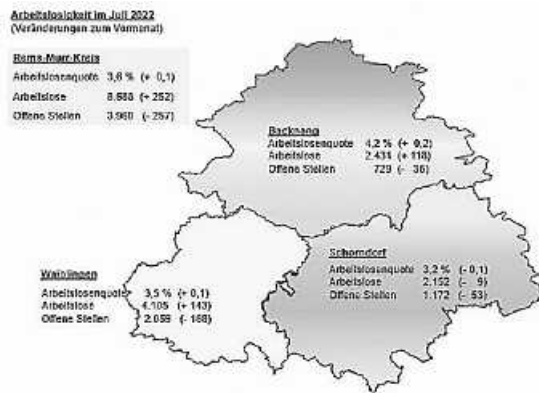 Arbeitslosigkeit im Juli 2022
(Veränderungen zum Vormonat)
Rems-Murr-Kreis
Arbeitslosenquote 3,6 % (+ 0,1)
Arbeitslose 8.688 (+ 252)
Offene Stellen 3.960 (- 257)
Backnang
Arbeitslosenquote 4,2 % (+ 0,2)
Arbeitslose 2.431 (+ 118)
Offene Stellen 729 (- 36)
Schorndorf
Arbeitslosenquote 3,2 % (- 0,1)
Arbeitslose 2.152 (- 9)
Offene Stellen 1.172 (- 53)
Waiblingen
Arbeitslosenquote 3,5 % (+ 0,1)
Arbeitslose 4.105 (+ 143)
Offene Stellen 2.059 (- 168)